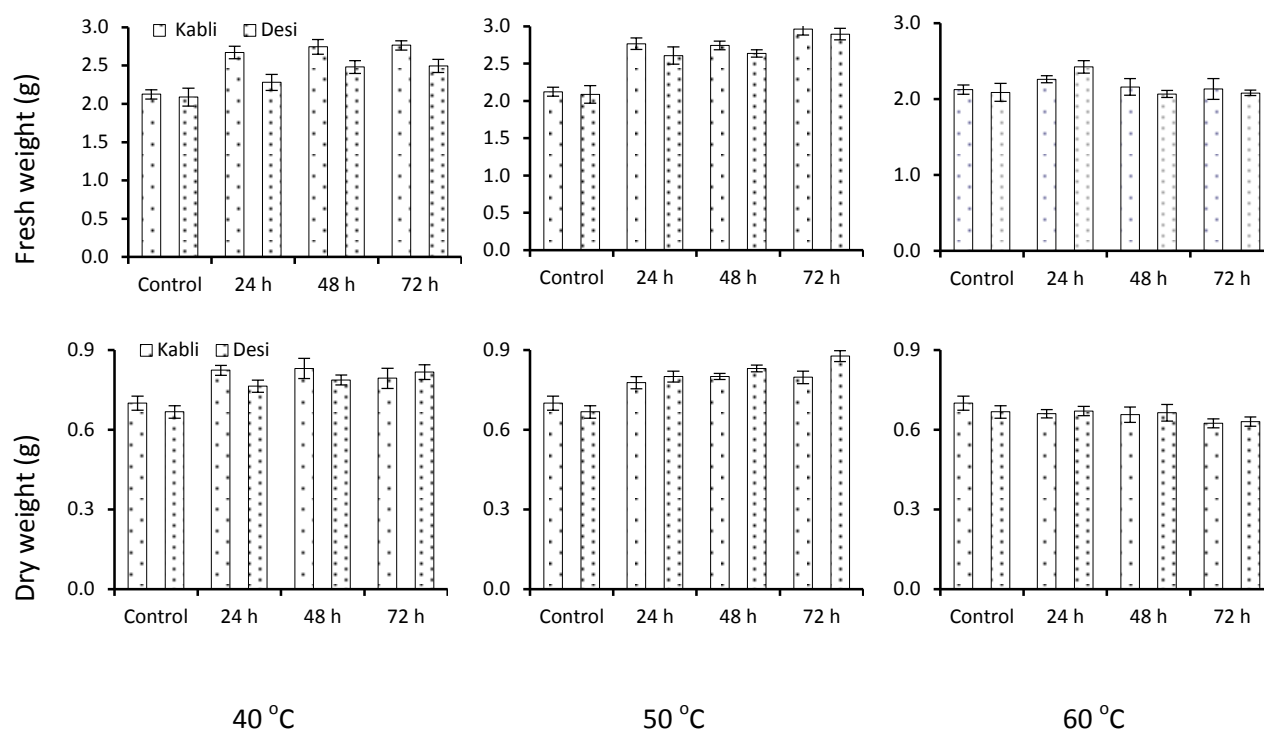 Fresh weight (g)
3.0
2.5
2.0
1.5
1.0
0.5
0.0
Kabli Desi
Control 24 h 48 h 72 h
3.0
2.5
2.0
1.5
1.0
0.5
0.0
Control 24 h 48 h 72 h
3.0
2.0
1.0
0.0
Control 24 h 48 h 72 h
Dry weight (g)
0.9
0.6
0.3
0.0
Kabli Desi
Control 24 h 48 h 72 h
0.9
0.6
0.3
0.0
Control 24 h 48 h 72 h
0.9
0.6
0.3
0.0
Control 24 h 48 h 72 h
40 °C 50 °C 60 °C